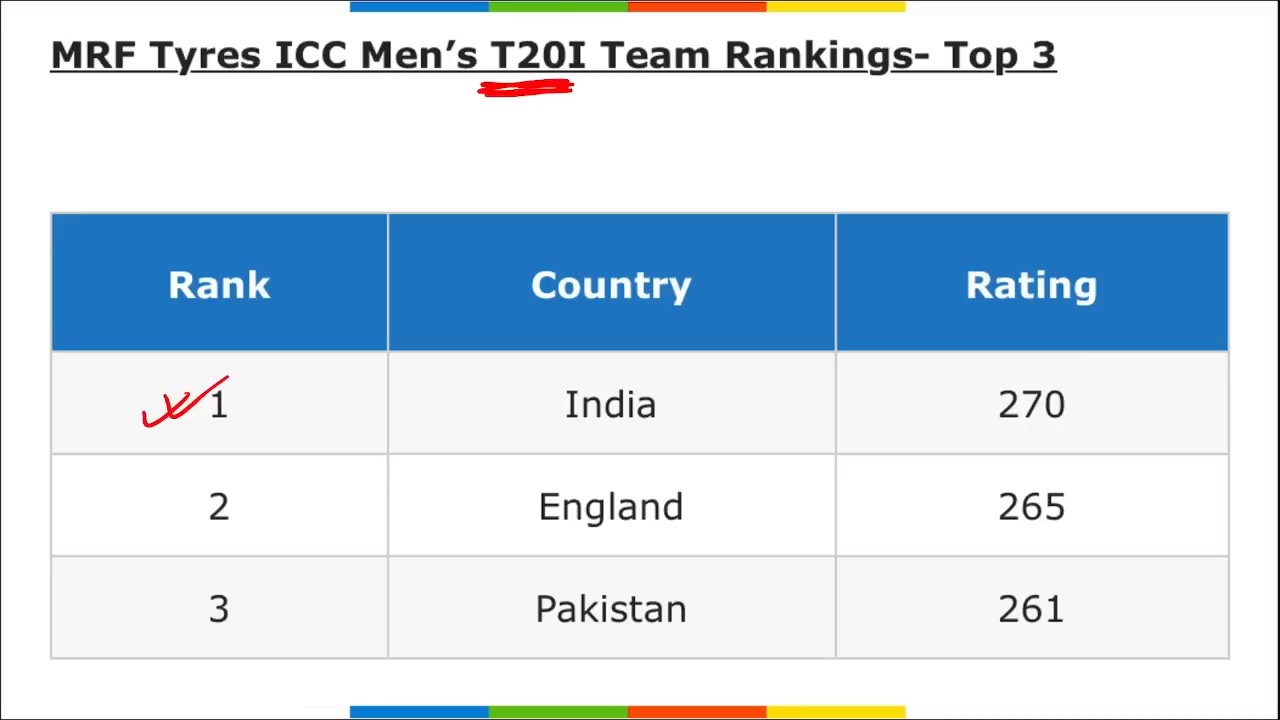 MRF Tyres ICC Men’s T20I Team Rankings- Top 3
Rank Country Rating
1 India 270
2 England 265
3 Pakistan 261